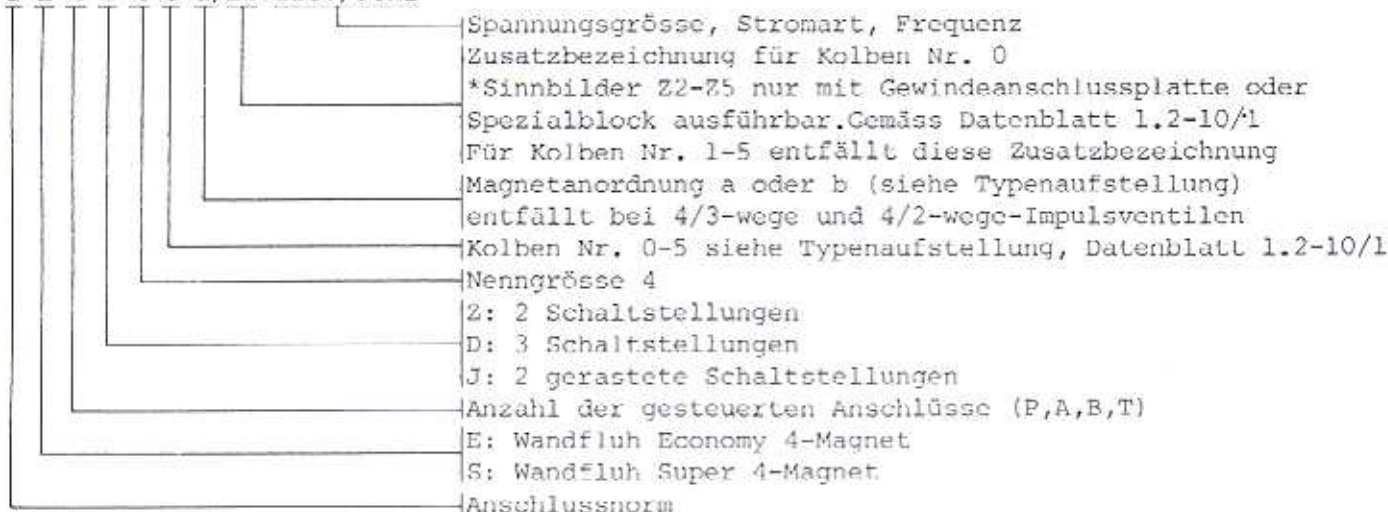 Spannungsgrösse, Stromart, Frequenz
Zusatzbezeichnung für Kolben Nr. 0
*Sinnbilder Z2-Z5 nur mit Gewindeanschlussplatte oder
Spezialblock ausführbar.Gemäss Datenblatt 1.2-10/1
Für Kolben Nr. 1-5 entfällt diese Zusatzbezeichnung
Magnetanordnung a oder b (siehe Typenaufstellung)
entfällt bei 4/3-wege und 4/2-wege-Impulsventilen
Kolben Nr. 0-5 siehe Typenaufstellung, Datenblatt 1.2-10/1
Nenngrösse 4
Z: 2 Schaltstellungen
D: 3 Schaltstellungen
J: 2 gerastete Schaltstellungen
Anzahl der gesteuerten Anschlüsse (P,A,B,T)
E: Wandfluh Economy 4-Magnet
S: Wandfluh Super 4-Magnet
Anschlussnorm